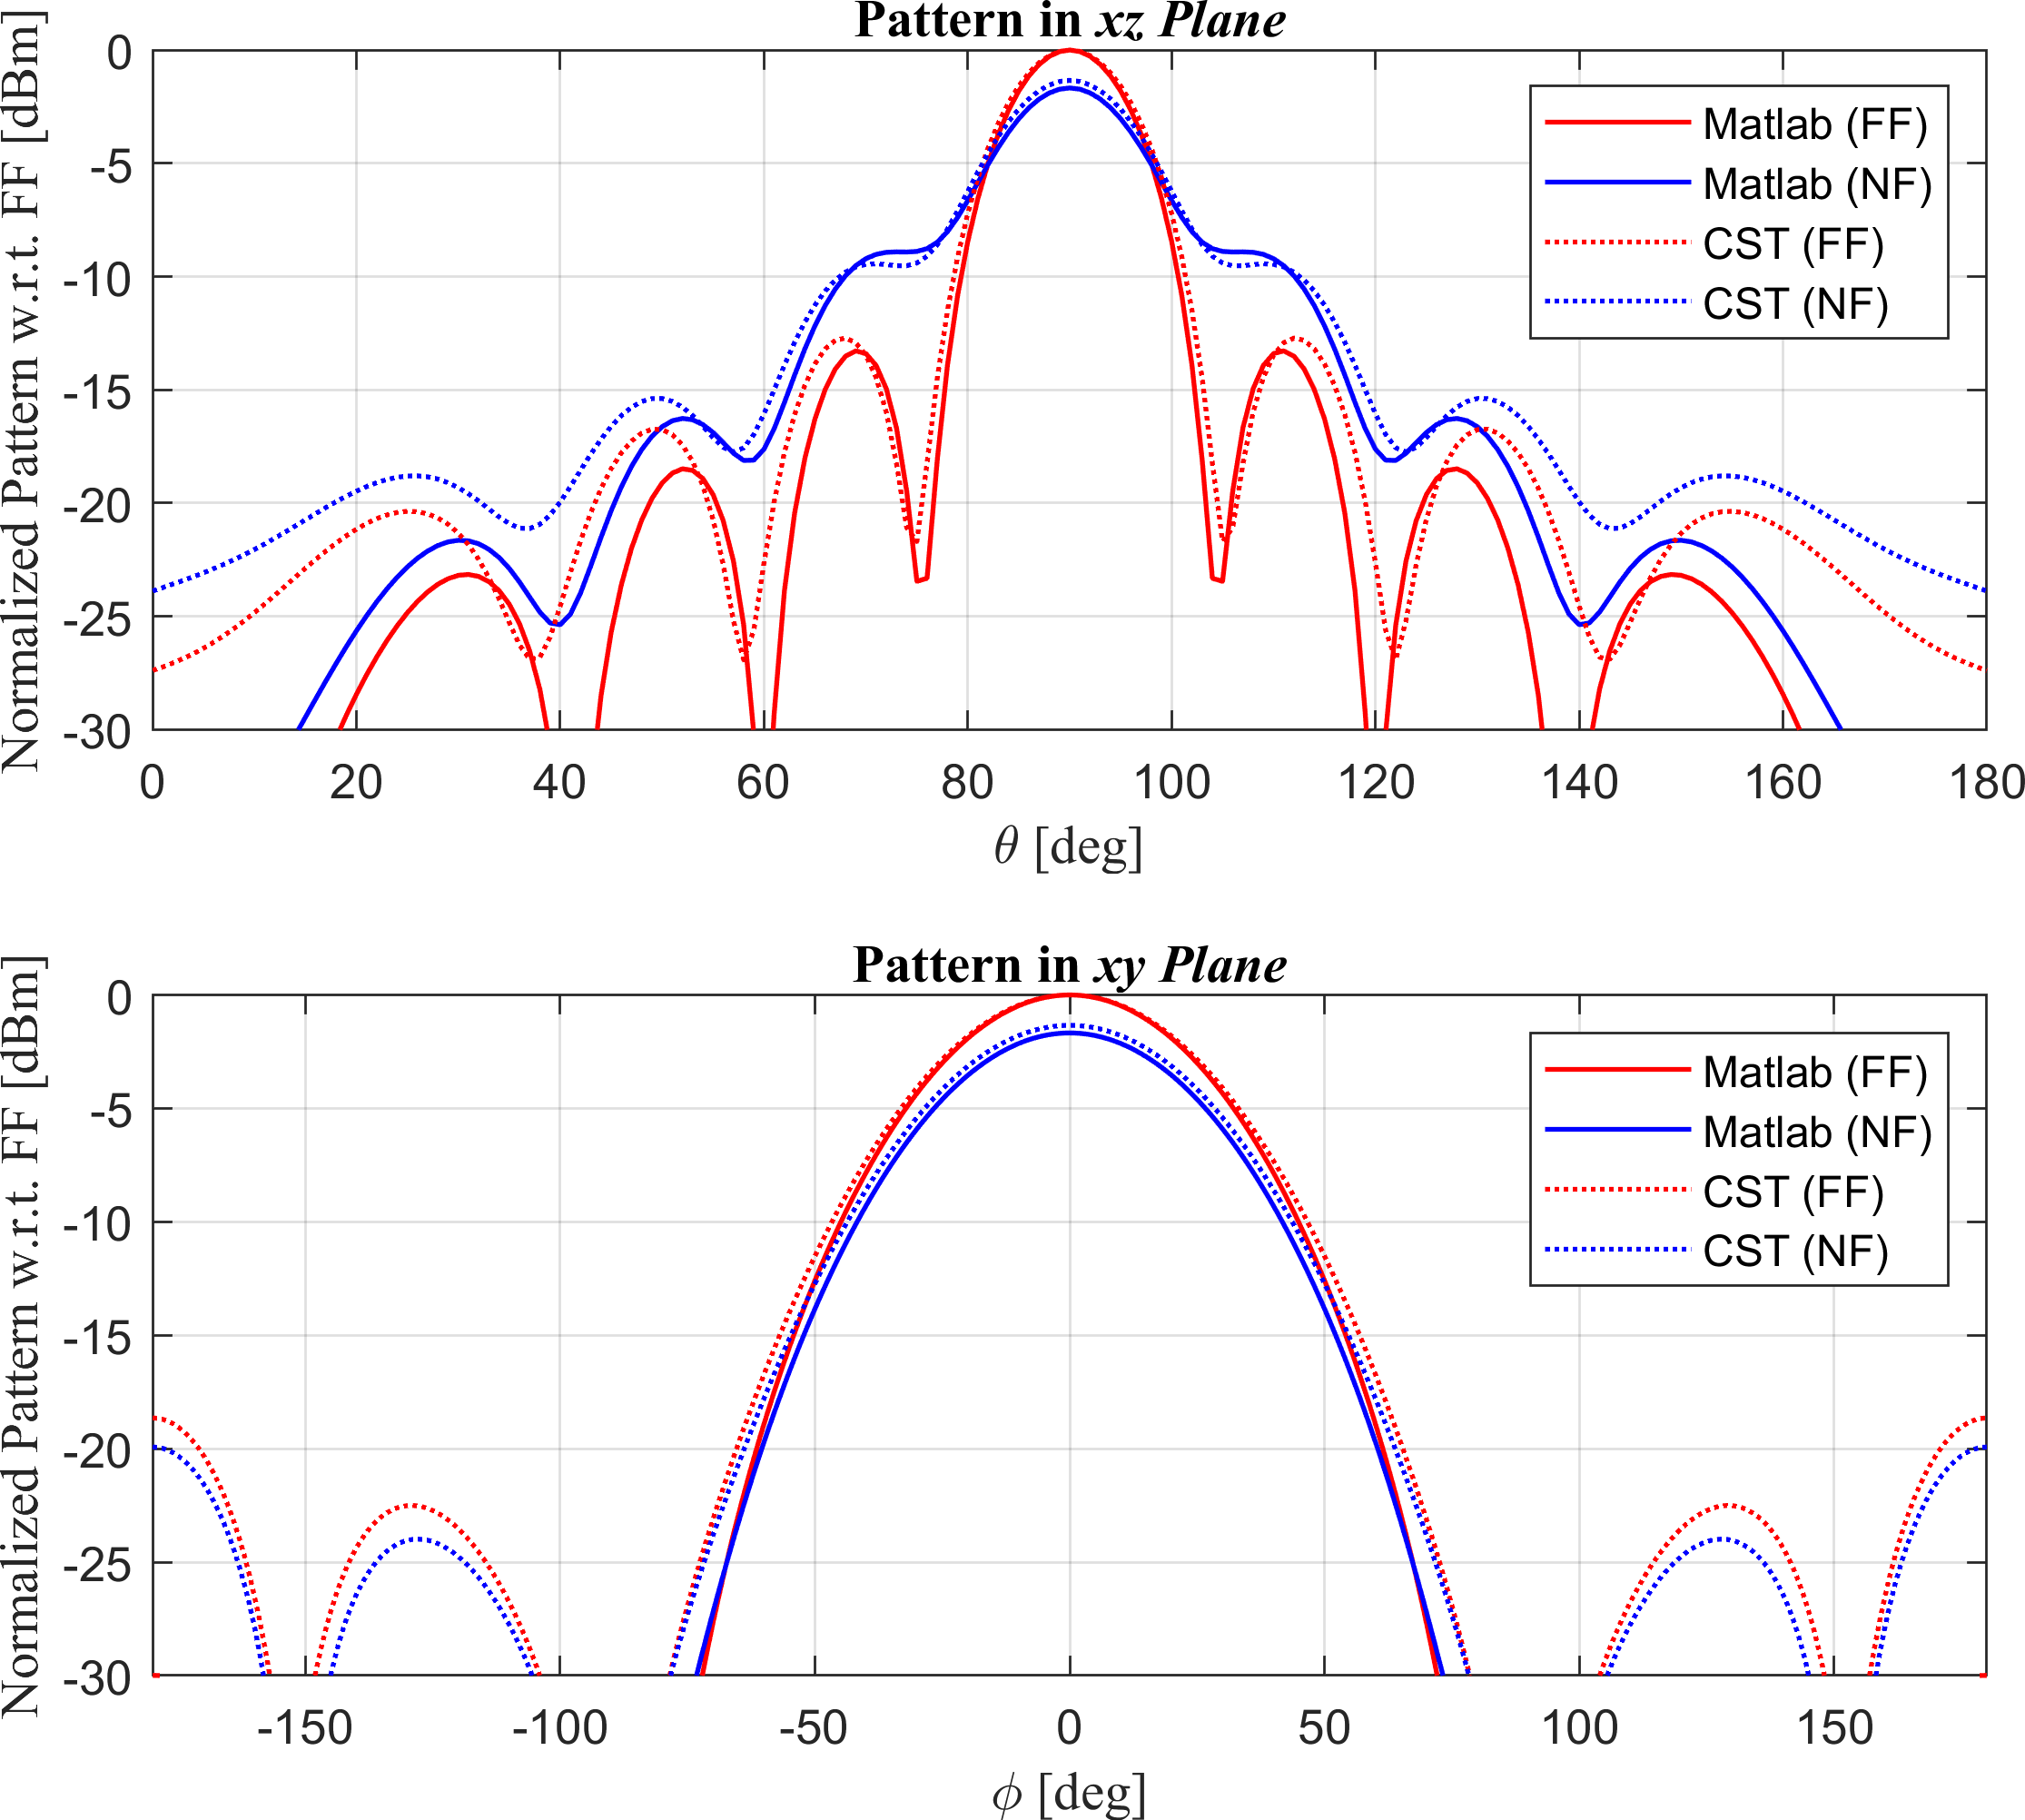 Pattern in xz Plane
Normalized Pattern w.r.t. FF [dBm]
0
-5
-10
-15
-20
-25
-30
Matlab (FF)
Matlab (NF)
CST (FF)
CST (NF)
0 20 40 60 80 100 120 140 160 180
θ [deg]
Pattern in xy Plane
Normalized Pattern w.r.t. FF [dBm]
0
-5
-10
-15
-20
-25
-30
Matlab (FF)
Matlab (NF)
CST (FF)
CST (NF)
-150 -100 -50 0 50 100 150
ϕ [deg]